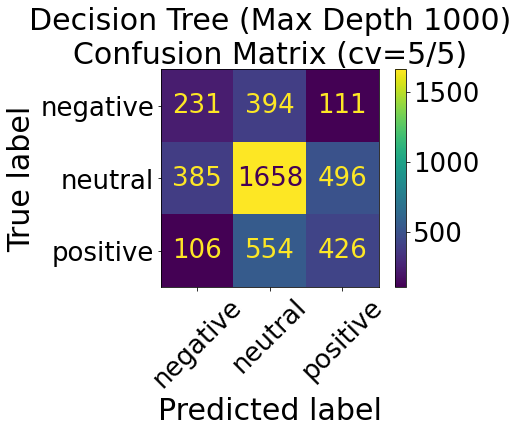 Decision Tree (Max Depth 1000)
Confusion Matrix (cv=5/5)
negative 231 394 111
neutral 385 1658 496
positive 106 554 426
1500
1000
500
True label
negative neutral positive
Predicted label